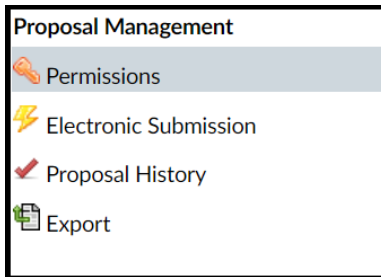 Proposal Management
Permissions
Electronic Submission
Proposal History
Export